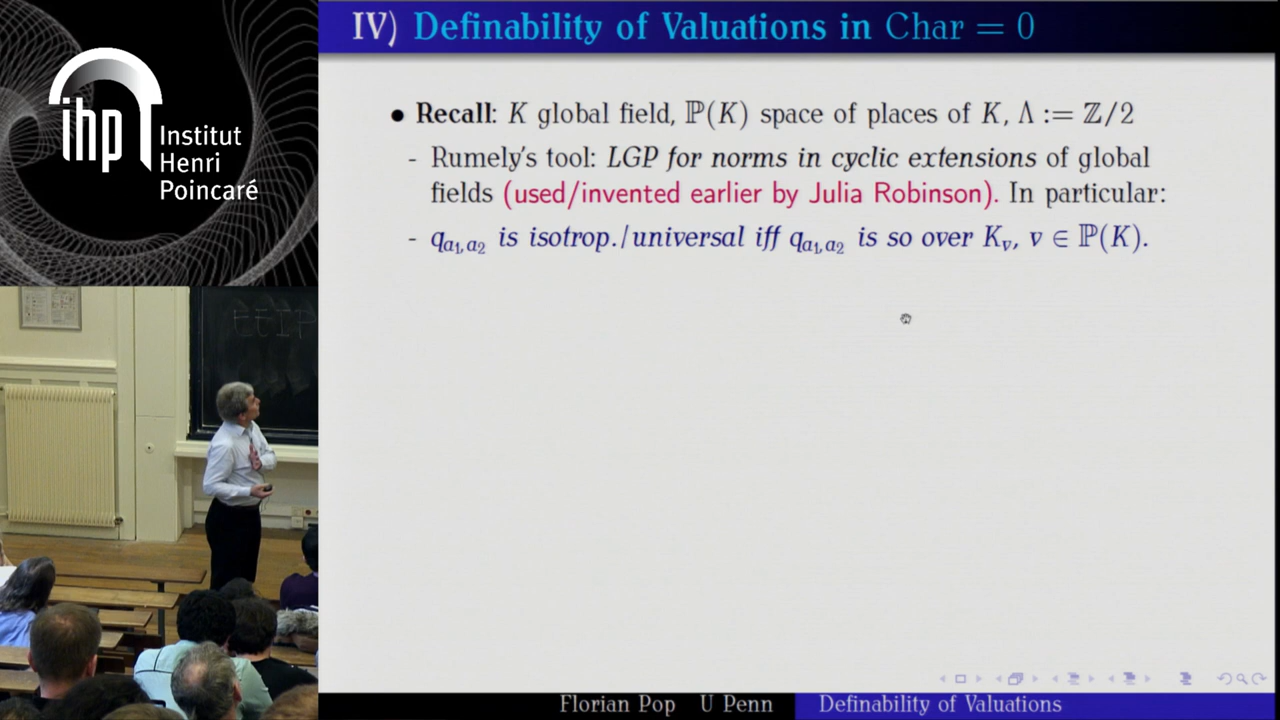 ihp
Institut
Henri
Poincaré
IV) Definability of Valuations in Char = 0
• Recall: K global field, ℙ(K) space of places of K, Λ := ℤ/2
- Rumely's tool: LGP for norms in cyclic extensions of global
fields (used/invented earlier by Julia Robinson). In particular:
- q_{a₁,a₂} is isotrop./universal iff q_{a₁,a₂} is so over K_v, v ∈ ℙ(K).
Florian Pop U Penn
Definability of Valuations